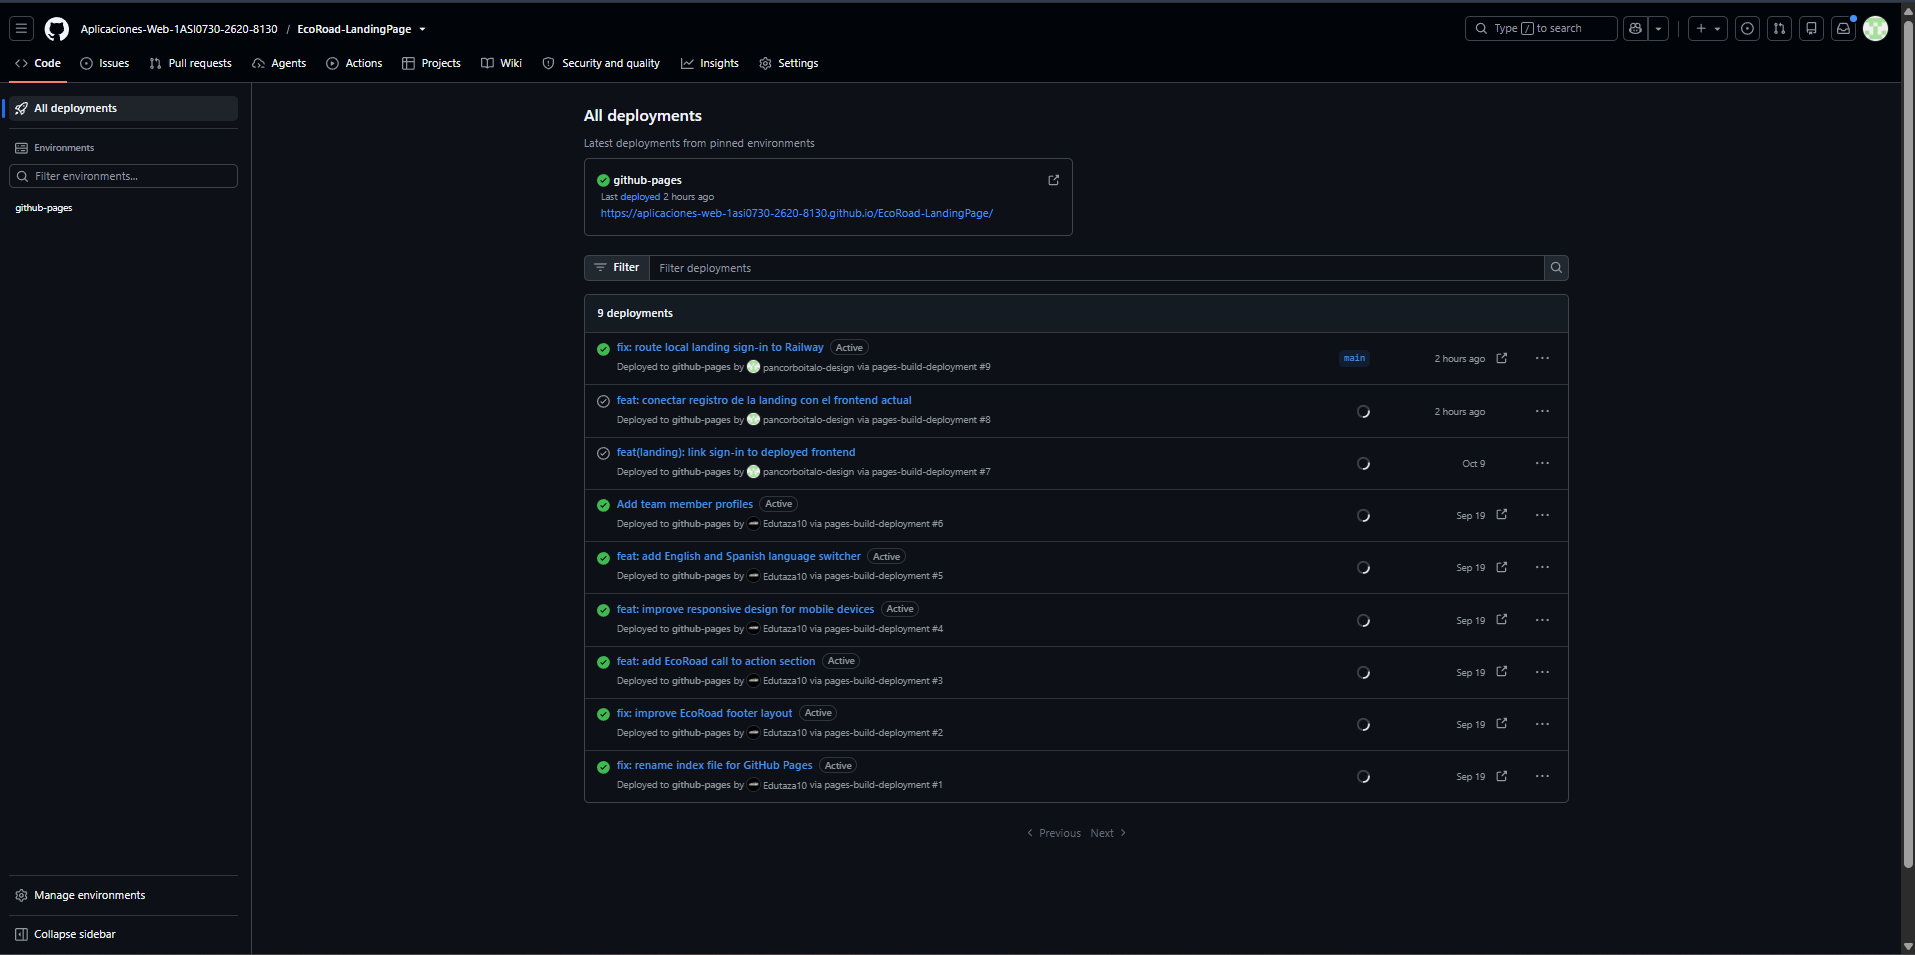 Aplicaciones-Web-1ASI0730-2620-8130 / EcoRoad-LandingPage
Type / to search
Code Issues Pull requests Agents Actions Projects Wiki Security and quality Insights Settings
All deployments
Environments
Filter environments...
github-pages
Manage environments
Collapse sidebar
All deployments
Latest deployments from pinned environments
github-pages
Last deployed 2 hours ago
https://aplicaciones-web-1asi0730-2620-8130.github.io/EcoRoad-LandingPage/
Filter Filter deployments
9 deployments
fix: route local landing sign-in to Railway Active
Deployed to github-pages by pancorboitalo-design via pages-build-deployment #9
main 2 hours ago
feat: conectar registro de la landing con el frontend actual
Deployed to github-pages by pancorboitalo-design via pages-build-deployment #8
2 hours ago
feat(landing): link sign-in to deployed frontend
Deployed to github-pages by pancorboitalo-design via pages-build-deployment #7
Oct 9
Add team member profiles Active
Deployed to github-pages by Edutaza10 via pages-build-deployment #6
Sep 19
feat: add English and Spanish language switcher Active
Deployed to github-pages by Edutaza10 via pages-build-deployment #5
Sep 19
feat: improve responsive design for mobile devices Active
Deployed to github-pages by Edutaza10 via pages-build-deployment #4
Sep 19
feat: add EcoRoad call to action section Active
Deployed to github-pages by Edutaza10 via pages-build-deployment #3
Sep 19
fix: improve EcoRoad footer layout Active
Deployed to github-pages by Edutaza10 via pages-build-deployment #2
Sep 19
fix: rename index file for GitHub Pages Active
Deployed to github-pages by Edutaza10 via pages-build-deployment #1
Sep 19
Previous Next